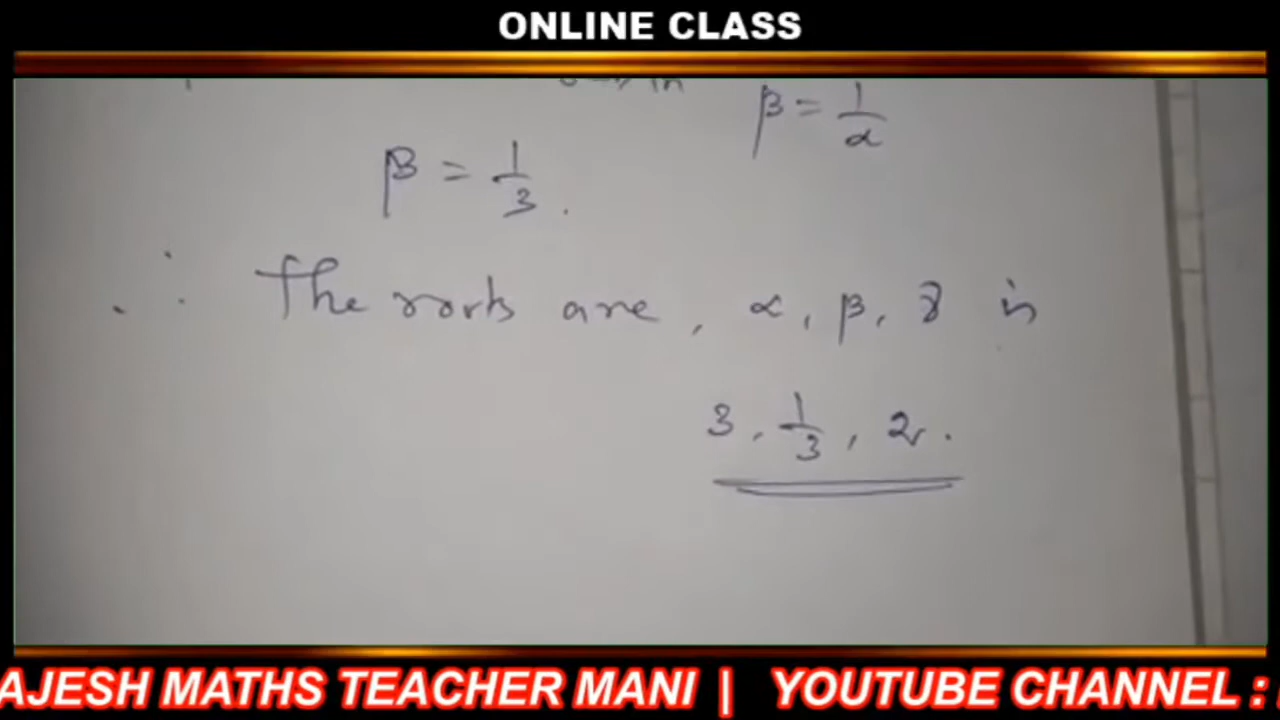 ONLINE CLASS
β = 1/α
β = 1/3.
∴ The roots are, α, β, γ is
3, 1/3, 2.
AJESH MATHS TEACHER MANI | YOUTUBE CHANNEL :